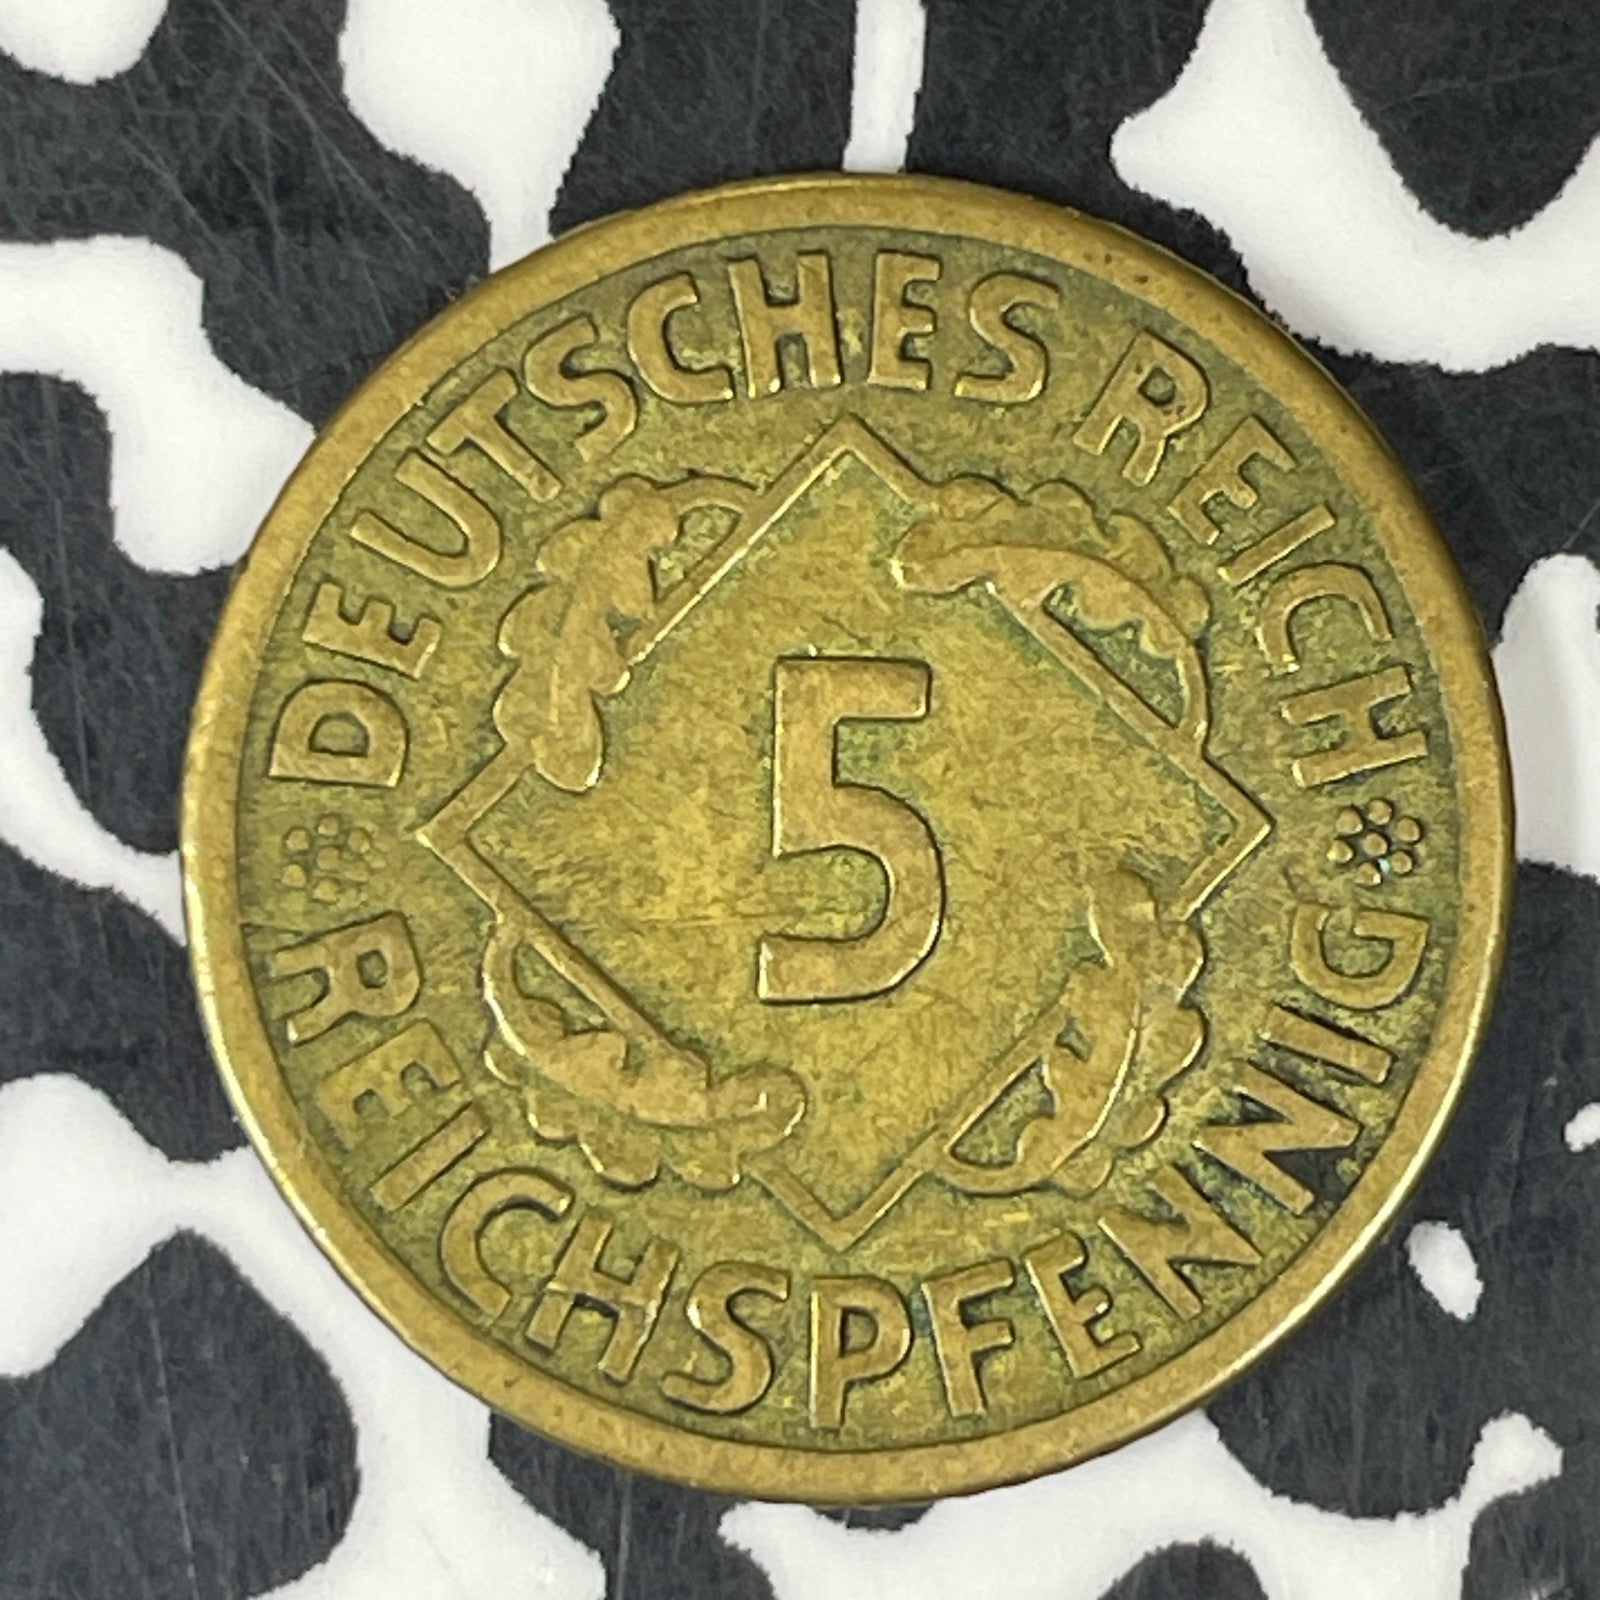 DEUTSCHES REICH
5
REICHSPFENNIG